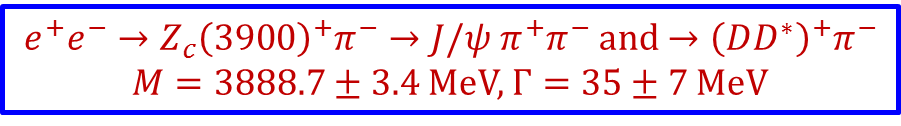 e⁺e⁻ → Z_c(3900)⁺π⁻ → J/ψ π⁺π⁻ and → (DD*)⁺π⁻
M = 3888.7 ± 3.4 MeV, Γ = 35 ± 7 MeV